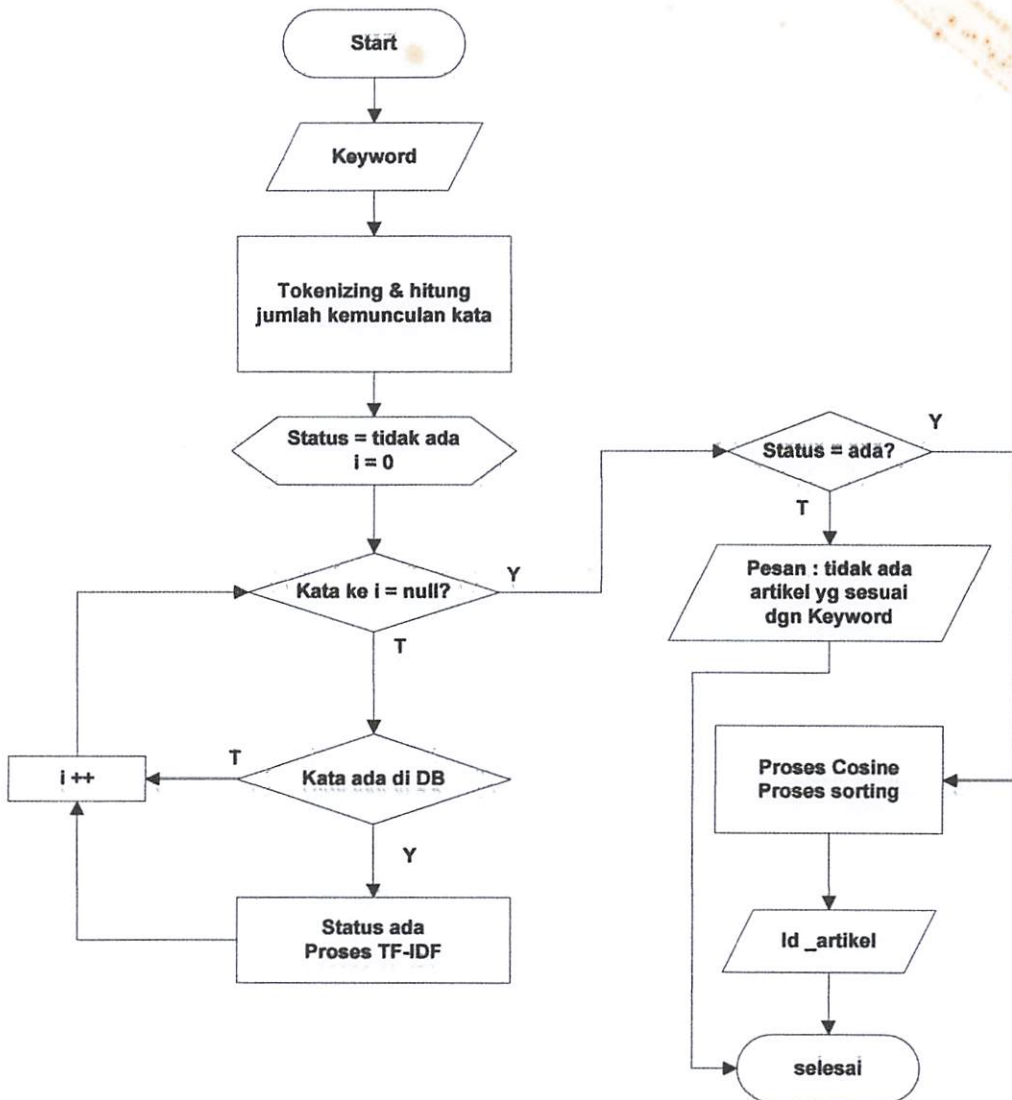 Start
Keyword
Tokenizing & hitung
jumlah kemunculan kata
Status = tidak ada
i = 0
Kata ke i = null?
Y
T
Kata ada di DB
T
i ++
Y
Status ada
Proses TF-IDF
Status = ada?
Y
T
Pesan : tidak ada
artikel yg sesuai
dgn Keyword
Proses Cosine
Proses sorting
Id _artikel
selesai